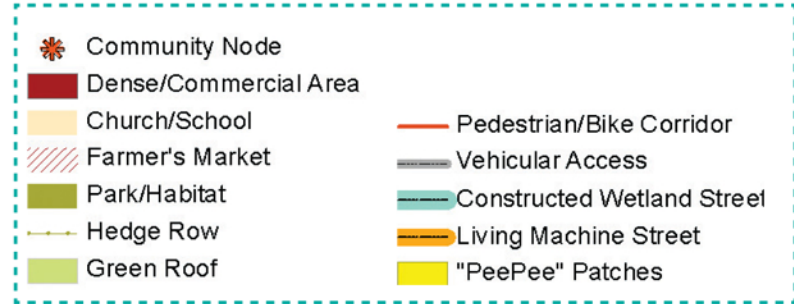 Community Node
Dense/Commercial Area
Church/School
Farmer's Market
Park/Habitat
Hedge Row
Green Roof
Pedestrian/Bike Corridor
Vehicular Access
Constructed Wetland Street
Living Machine Street
"PeePee" Patches